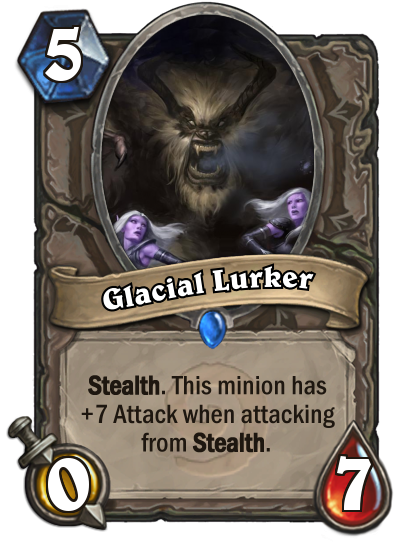 5
Glacial Lurker
Stealth. This minion has
+7 Attack when attacking
from Stealth.
0
7